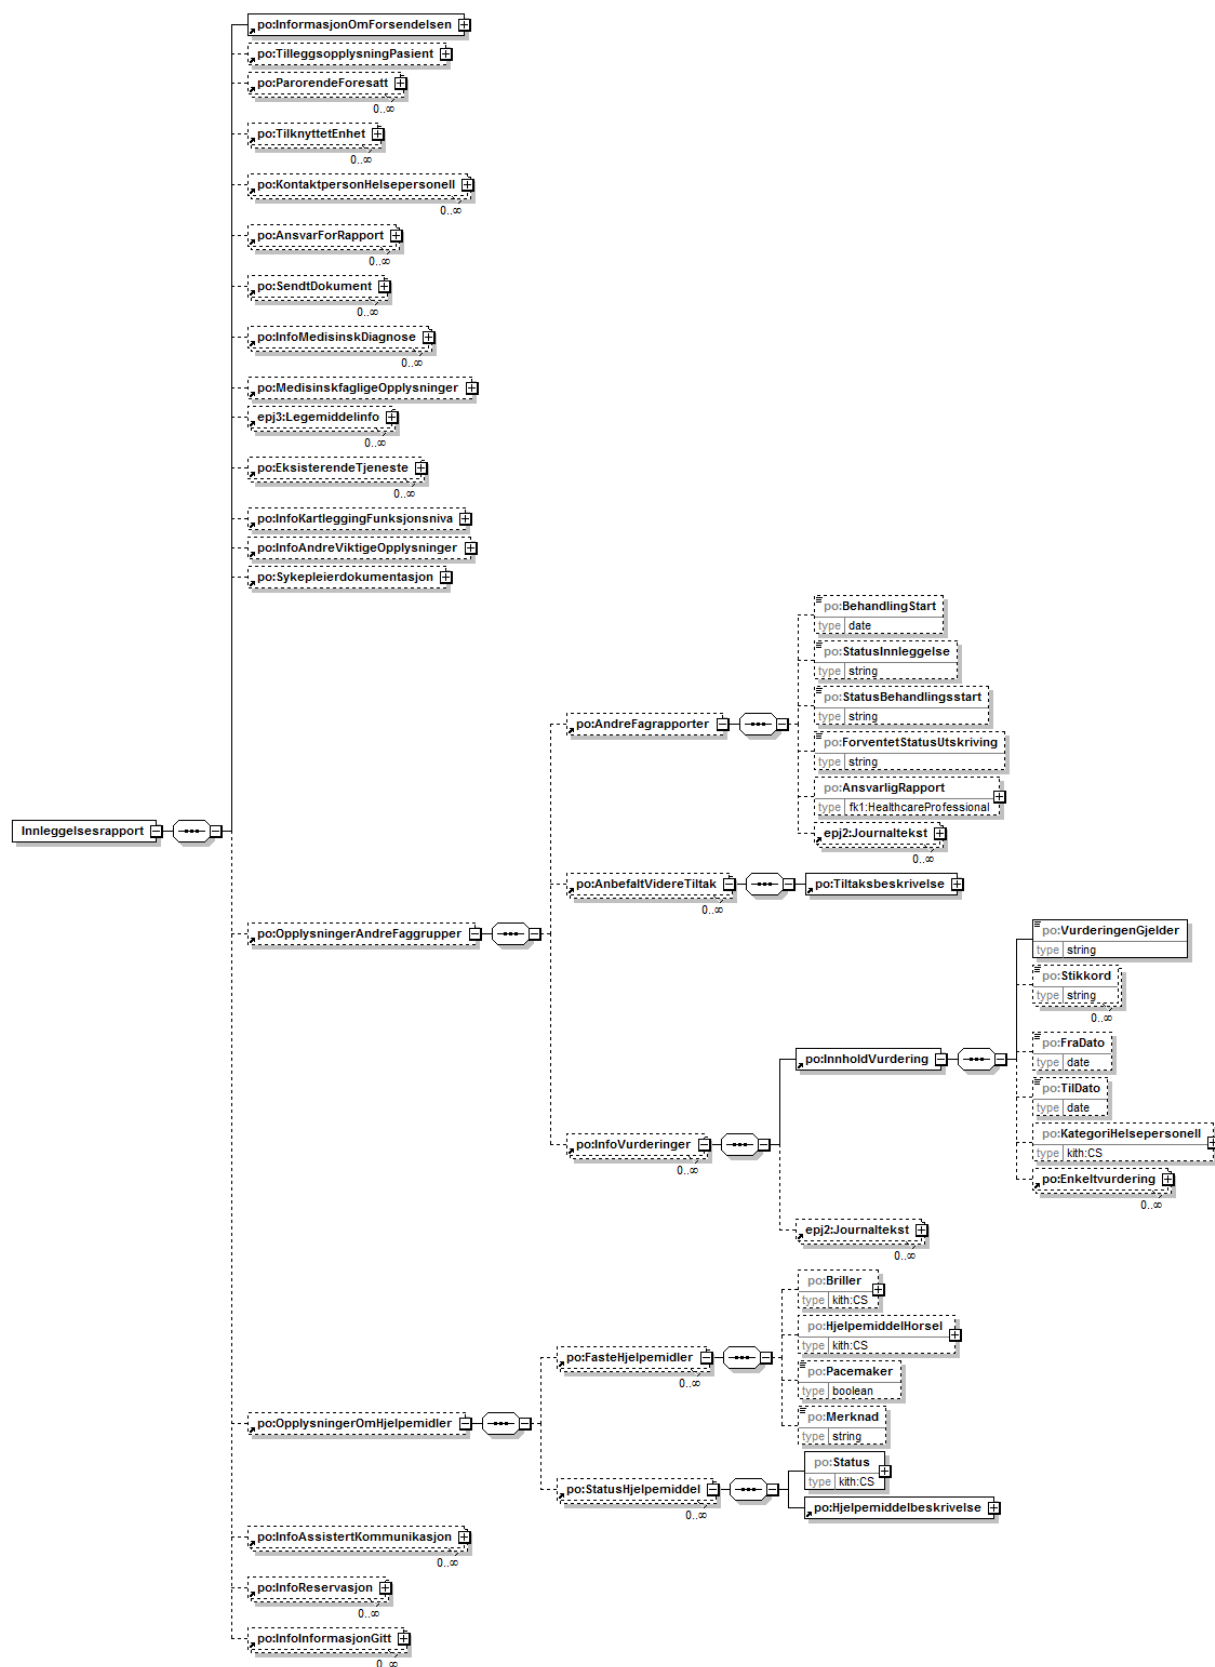 po:InformasjonOmForsendelsen
po:TilleggsopplysningPasient
po:ParorendeForesatt
0..∞
po:TilknyttetEnhet
0..∞
po:KontaktpersonHelsepersonell
0..∞
po:AnsvarForRapport
0..∞
po:SendtDokument
0..∞
po:InfoMedisinskDiagnose
0..∞
po:MedisinskfagligeOpplysninger
epj3:Legemiddelinfo
0..∞
po:EksisterendeTjeneste
0..∞
po:InfoKartleggingFunksjonsniva
po:InfoAndreViktigeOpplysninger
po:Sykepleierdokumentasjon
po:BehandlingStart
type date
po:StatusInnleggelse
type string
po:StatusBehandlingsstart
type string
po:AndreFagrapporter
po:ForventetStatusUtskriving
type string
po:AnsvarligRapport
type fk1:HealthcareProfessional
epj2:Journaltekst
0..∞
Innleggelsesrapport
po:AnbefaltVidereTiltak
0..∞
po:Tiltaksbeskrivelse
po:OpplysningerAndreFaggrupper
po:VurderingenGjelder
type string
po:Stikkord
type string
0..∞
po:InnholdVurdering
po:FraDato
type date
po:TilDato
type date
po:KategoriHelsepersonell
type kith:CS
po:Enkeltvurdering
0..∞
po:InfoVurderinger
0..∞
epj2:Journaltekst
0..∞
po:Briller
type kith:CS
po:HjelpemiddelHorsel
type kith:CS
po:FasteHjelpemidler
0..∞
po:Pacemaker
type boolean
po:Merknad
type string
po:OpplysningerOmHjelpemidler
po:Status
type kith:CS
po:StatusHjelpemiddel
0..∞
po:Hjelpemiddelbeskrivelse
po:InfoAssistertKommunikasjon
0..∞
po:InfoReservasjon
0..∞
po:InfoInformasjonGitt
0..∞